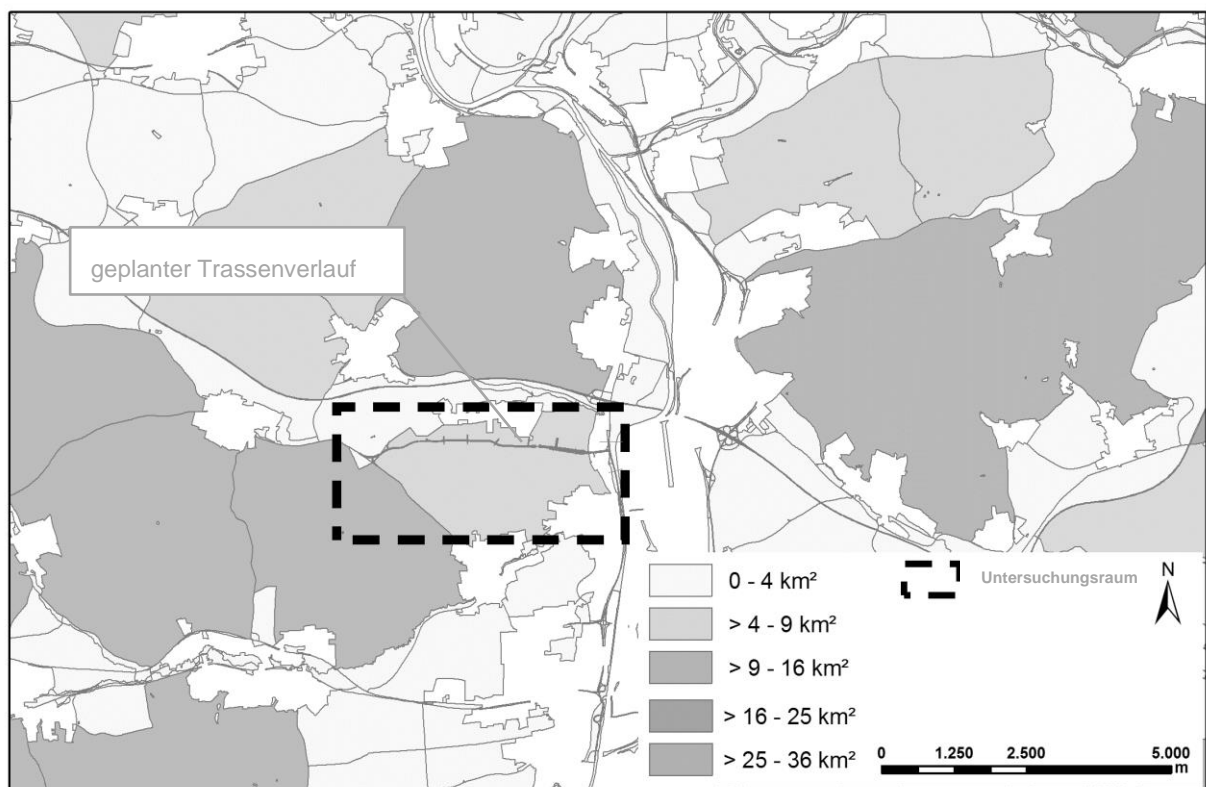 geplanter Trassenverlauf
0 - 4 km²
> 4 - 9 km²
> 9 - 16 km²
> 16 - 25 km²
> 25 - 36 km²
Untersuchungsraum
N
0 1.250 2.500 5.000
m